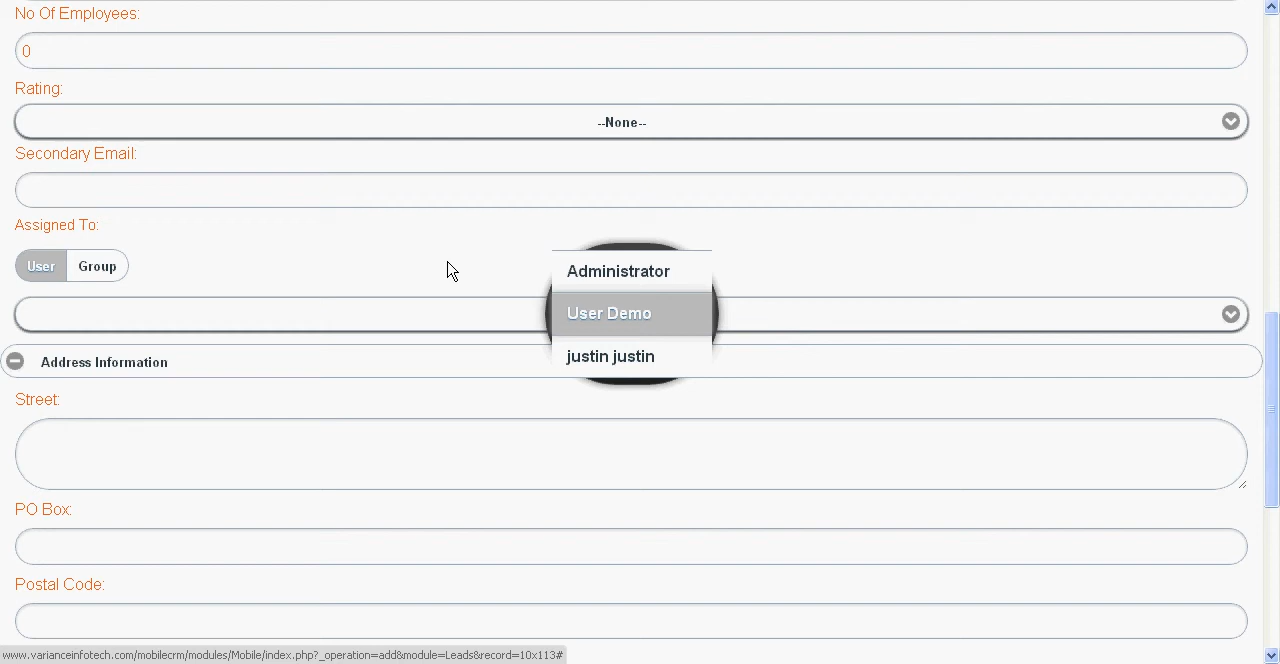 No Of Employees:
0
Rating:
--None--
Secondary Email:
Assigned To:
User Group
Administrator
User Demo
justin justin
Address Information
Street:
PO Box:
Postal Code:
www.varianceinfotech.com/mobilecrm/modules/Mobile/index.php?_operation=add&module=Leads&record=10x113#